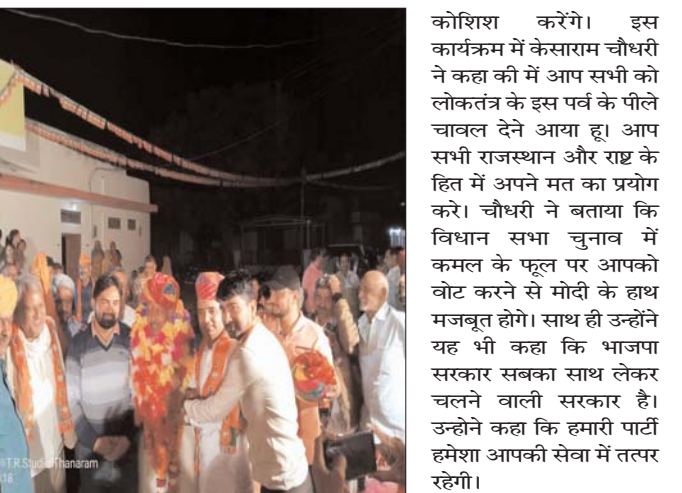 कोशिश करेंगे। इस
कार्यक्रम में केसाराम चौधरी
ने कहा की में आप सभी को
लोकतंत्र के इस पर्व के पीले
चावल देने आया हू। आप
सभी राजस्थान और राष्ट के
हित में अपने मत का प्रयोग
करे। चौधरी ने बताया कि
विधान सभा चुनाव में
कमल के फूल पर आपको
वोट करने से मोदी के हाथ
मजबूत होगे। साथ ही उन्होंने
यह भी कहा कि भाजपा
सरकार सबका साथ लेकर
चलने वाली सरकार है।
उन्होने कहा कि हमारी पार्टी
हमेशा आपकी सेवा में तत्पर
रहेगी।
T.R.Studio Thanaram